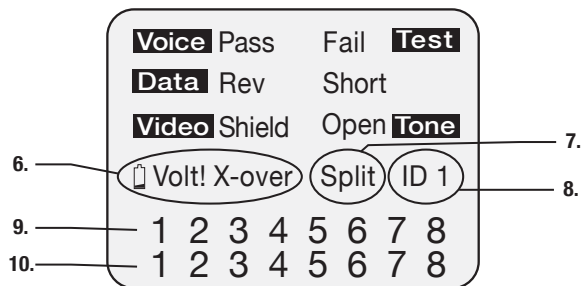 Voice Pass Fail Test
Data Rev Short
Video Shield Open Tone
7.
6. Volt! X-over Split ID 1
8.
9. 1 2 3 4 5 6 7 8
10. 1 2 3 4 5 6 7 8